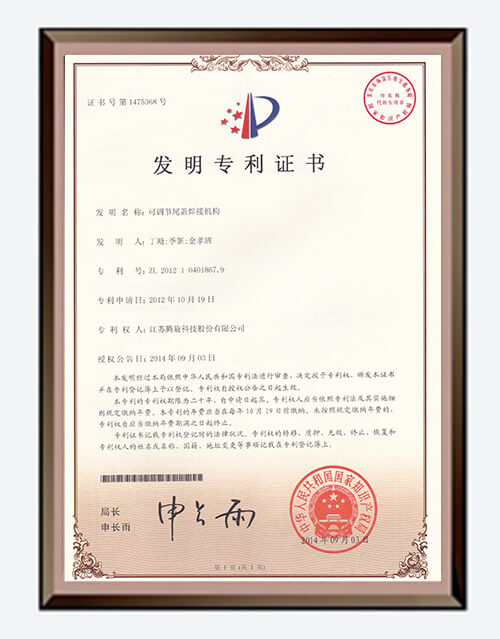 证书号第1475368号
印花税
代扣专用章
发明专利证书
发 明 名 称:可调节尾盖焊接机构
发 明 人:丁飚;季新;金孝班
专 利 号:ZL 2012 1 0401867.9
专利申请日:2012年10月19日
专 利 权 人:江苏腾旋科技股份有限公司
授权公告日:2014年09月03日
本发明经过本局依照中华人民共和国专利法进行审查,决定授予专利权,颁发本证书
并在专利登记簿上予以登记。专利权自授权公告之日起生效。
本专利的专利权期限为二十年,自申请日起算。专利权人应当依照专利法及其实施细
则规定缴纳年费。本专利的年费应当在每年10月19日前缴纳。未按照规定缴纳年费的,
专利权自应当缴纳年费期满之日起终止。
专利证书记载专利权登记时的法律状况。专利权的转移、质押、无效、终止、恢复和
专利权人的姓名或名称、国籍、地址变更等事项记载在专利登记簿上。
局长
申长雨
申长雨
中华人民共和国国家知识产权局
2014年09月03日
第1页(共1页)